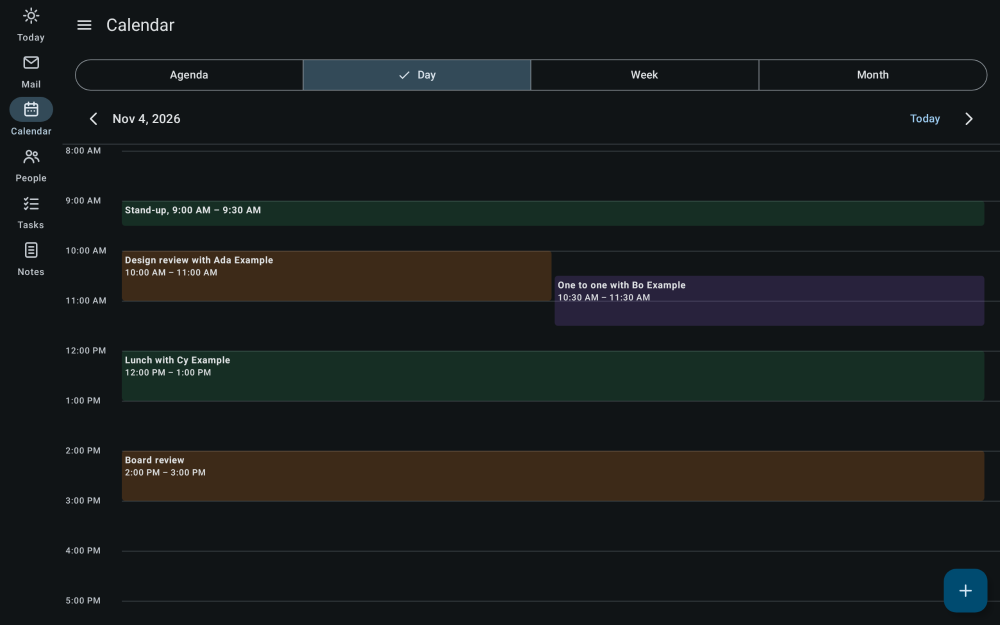 Today
Mail
Calendar
People
Tasks
Notes
Calendar
Agenda
Day
Week
Month
Nov 4, 2026
Today
8:00 AM
9:00 AM
Stand-up, 9:00 AM – 9:30 AM
10:00 AM
Design review with Ada Example
10:00 AM – 11:00 AM
One to one with Bo Example
10:30 AM – 11:30 AM
11:00 AM
12:00 PM
Lunch with Cy Example
12:00 PM – 1:00 PM
1:00 PM
2:00 PM
Board review
2:00 PM – 3:00 PM
3:00 PM
4:00 PM
5:00 PM